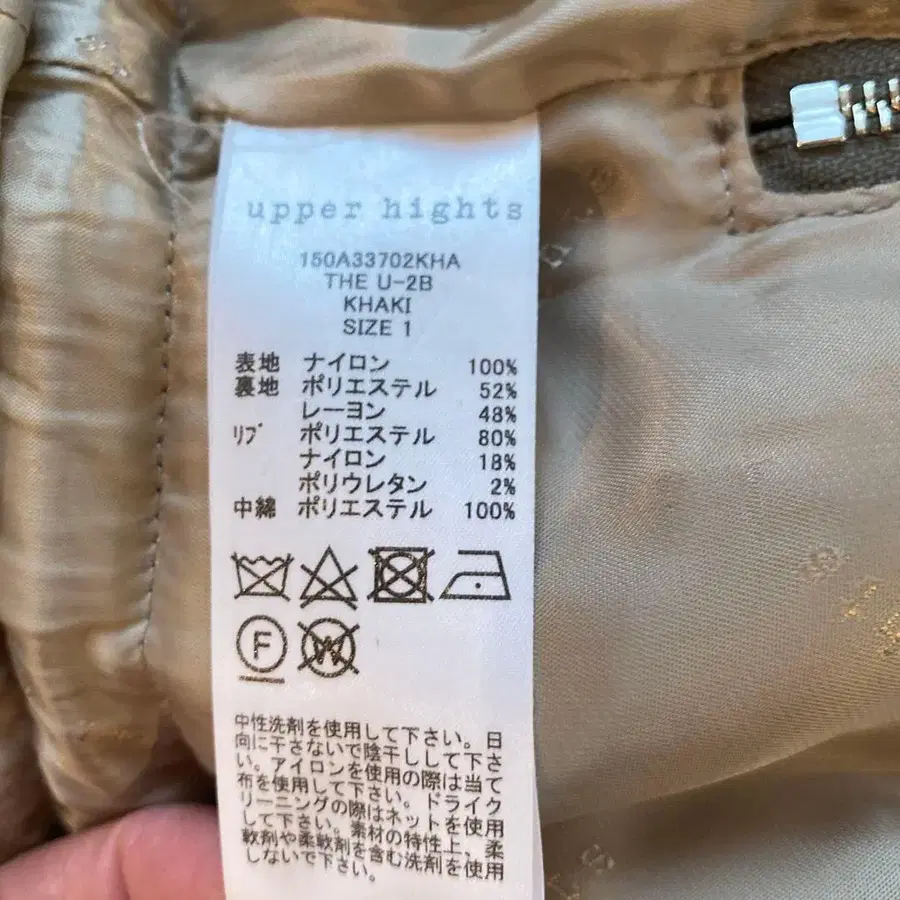 upper hights
150A33702KHA
THE U-2B
KHAKI
SIZE 1
表地 ナイロン 100%
裏地 ポリエステル 52%
レーヨン 48%
リブ ポリエステル 80%
ナイロン 18%
ポリウレタン 2%
中綿 ポリエステル 100%
F W
中性洗剤を使用して下さい。日
向に干さないで陰干しして下さ
い。アイロンを使用の際は当て
布を使用して下さい。ドライク
リーニングの際はネットを使用
して下さい。素材の特性上、柔
軟剤や柔軟剤を含む洗剤を使用
しないで下さい。